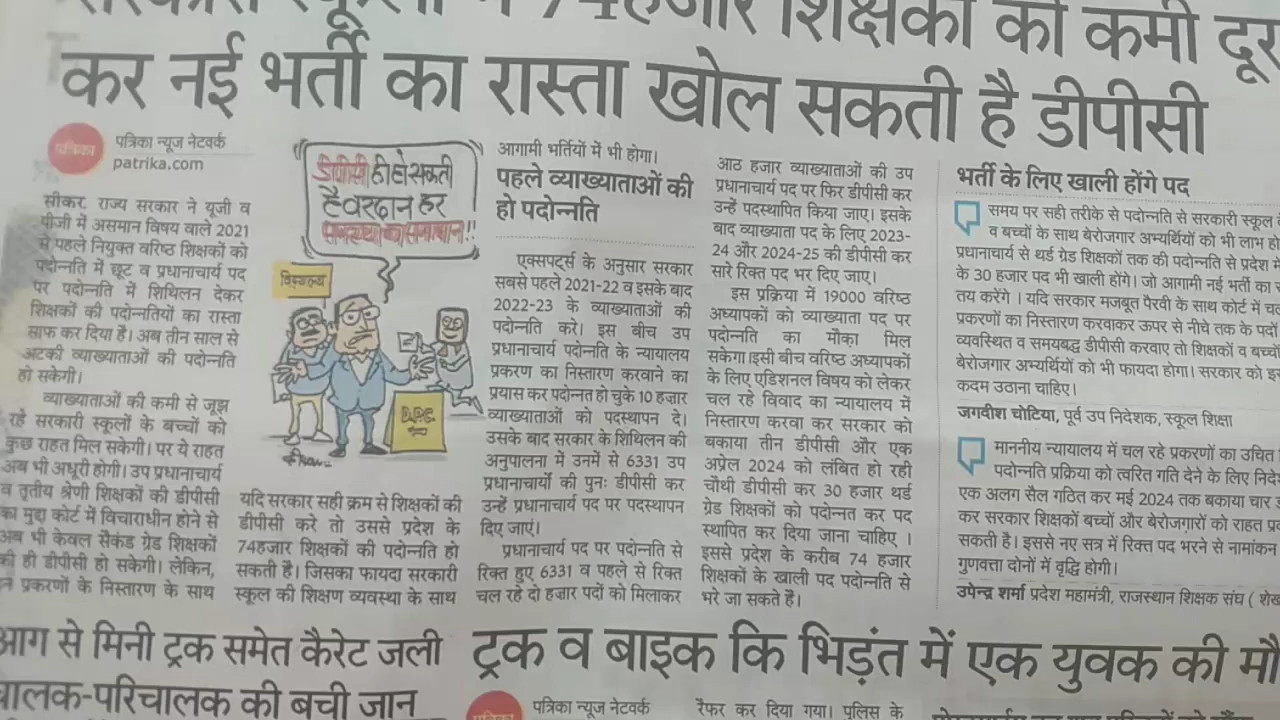 सरकारी स्कूलों में 74हजार शिक्षकों की कमी दूर
कर नई भर्ती का रास्ता खोल सकती है डीपीसी
पत्रिका
पत्रिका न्यूज नेटवर्क
patrika.com
सीकर. राज्य सरकार ने यूजी व
पीजी में असमान विषय वाले 2021
से पहले नियुक्त वरिष्ठ शिक्षकों को
पदोन्नति में छूट व प्रधानाचार्य पद
पर पदोन्नति में शिथिलन देकर
शिक्षकों की पदोन्नतियों का रास्ता
साफ कर दिया है। अब तीन साल से
अटकी व्याख्याताओं की पदोन्नति
हो सकेगी।
व्याख्याताओं की कमी से जूझ
रहे सरकारी स्कूलों के बच्चों को
कुछ राहत मिल सकेगी। पर ये राहत
अब भी अधूरी होगी। उप प्रधानाचार्य
व तृतीय श्रेणी शिक्षकों की डीपीसी
का मुद्दा कोर्ट में विचाराधीन होने से
अब भी केवल सैकंड ग्रेड शिक्षकों
की ही डीपीसी हो सकेगी। लेकिन,
प्रकरणों के निस्तारण के साथ
डीपीसी ही हो सकती
है वरदान हर
समस्या का समाधान!!
विद्यालय
D.P.C.
यदि सरकार सही क्रम से शिक्षकों की
डीपीसी करे तो उससे प्रदेश के
74हजार शिक्षकों की पदोन्नति हो
सकती है। जिसका फायदा सरकारी
स्कूल की शिक्षण व्यवस्था के साथ
आगामी भर्तियों में भी होगा।
पहले व्याख्याताओं की
हो पदोन्नति
एक्सपर्ट्स के अनुसार सरकार
सबसे पहले 2021-22 व इसके बाद
2022-23 के व्याख्याताओं की
पदोन्नति करे। इस बीच उप
प्रधानाचार्य पदोन्नति के न्यायालय
प्रकरण का निस्तारण करवाने का
प्रयास कर पदोन्नत हो चुके 10 हजार
व्याख्याताओं को पदस्थापन दे।
उसके बाद सरकार के शिथिलन की
अनुपालना में उनमें से 6331 उप
प्रधानाचार्यों की पुनः डीपीसी कर
उन्हें प्रधानाचार्य पद पर पदस्थापन
दिए जाएं।
प्रधानाचार्य पद पर पदोन्नति से
रिक्त हुए 6331 व पहले से रिक्त
चल रहे दो हजार पदों को मिलाकर
आठ हजार व्याख्याताओं की उप
प्रधानाचार्य पद पर फिर डीपीसी कर
उन्हें पदस्थापित किया जाए। इसके
बाद व्याख्याता पद के लिए 2023-
24 और 2024-25 की डीपीसी कर
सारे रिक्त पद भर दिए जाए।
इस प्रक्रिया में 19000 वरिष्ठ
अध्यापकों को व्याख्याता पद पर
पदोन्नति का मौका मिल
सकेगा।इसी बीच वरिष्ठ अध्यापकों
के लिए एडिशनल विषय को लेकर
चल रहे विवाद का न्यायालय में
निस्तारण करवा कर सरकार को
बकाया तीन डीपीसी और एक
अप्रेल 2024 को लंबित हो रही
चौथी डीपीसी कर 30 हजार थर्ड
ग्रेड शिक्षकों को पदोन्नत कर पद
स्थापित कर दिया जाना चाहिए ।
इससे प्रदेश के करीब 74 हजार
शिक्षकों के खाली पद पदोन्नति से
भरे जा सकते है।
भर्ती के लिए खाली होंगे पद
समय पर सही तरीके से पदोन्नति से सरकारी स्कूल
व बच्चों के साथ बेरोजगार अभ्यर्थियों को भी लाभ हो
प्रधानाचार्य से थर्ड ग्रेड शिक्षकों तक की पदोन्नति से प्रदेश में
के 30 हजार पद भी खाली होंगे। जो आगामी नई भर्ती का
तय करेंगे । यदि सरकार मजबूत पैरवी के साथ कोर्ट में च
प्रकरणों का निस्तारण करवाकर ऊपर से नीचे तक के पदों
व्यवस्थित व समयबद्ध डीपीसी करवाए तो शिक्षकों व बच्चों
बेरोजगार अभ्यर्थियों को भी फायदा होगा। सरकार को इस
कदम उठाना चाहिए।
जगदीश चोटिया, पूर्व उप निदेशक, स्कूल शिक्षा
माननीय न्यायालय में चल रहे प्रकरणों का उचित
पदोन्नति प्रक्रिया को त्वरित गति देने के लिए निदे
एक अलग सैल गठित कर मई 2024 तक बकाया चार
कर सरकार शिक्षकों बच्चों और बेरोजगारों को राहत प्र
सकती है। इससे नए सत्र में रिक्त पद भरने से नामांकन
गुणवत्ता दोनों में वृद्धि होगी।
उपेन्द्र शर्मा प्रदेश महामंत्री, राजस्थान शिक्षक संघ ( शेख
आग से मिनी ट्रक समेत कैरेट जली
चालक-परिचालक की बची जान
ट्रक व बाइक कि भिड़ंत में एक युवक की मौ
पत्रिका
पत्रिका न्यूज नेटवर्क
रेफर कर दिया गया। पुलिस के